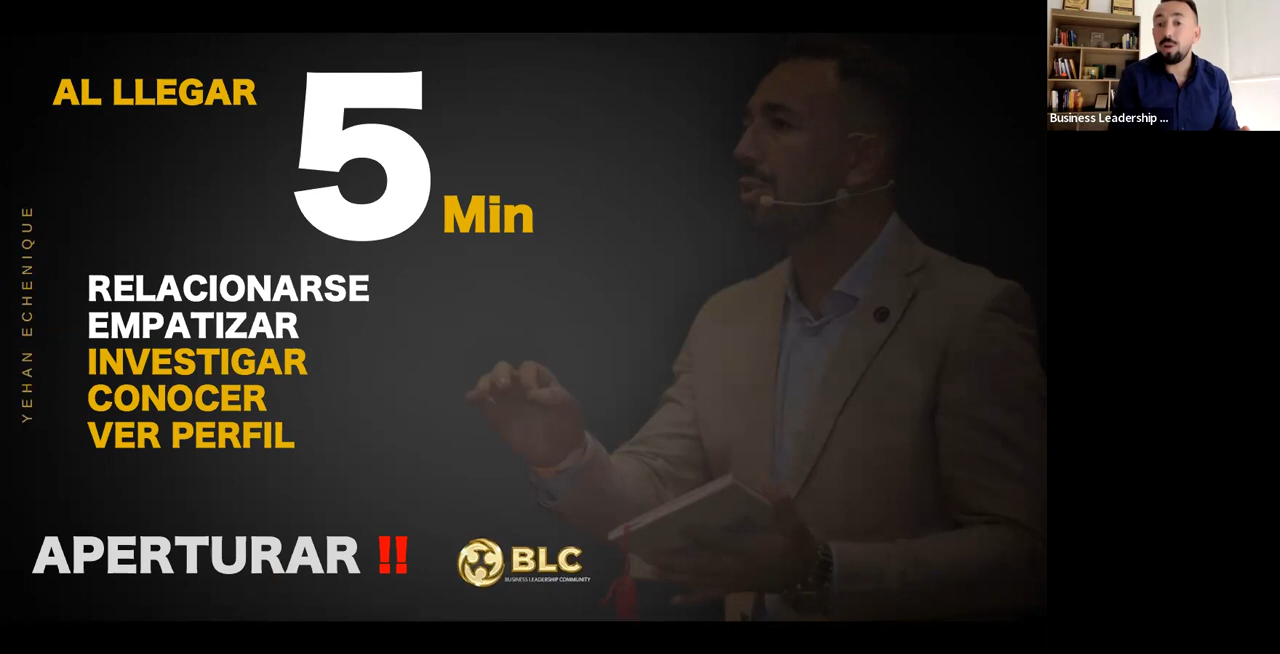 AL LLEGAR
5
Min
YEHAN ECHENIQUE
RELACIONARSE
EMPATIZAR
INVESTIGAR
CONOCER
VER PERFIL
APERTURAR !!
BLC
BUSINESS LEADERSHIP COMMUNITY
Business Leadership ...